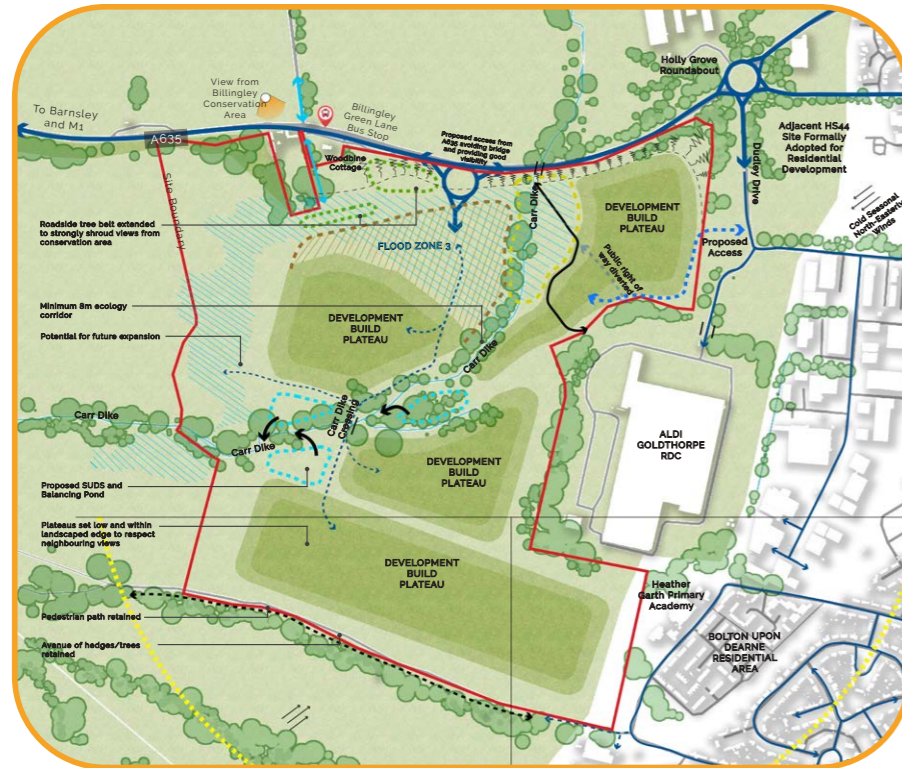 Holly Grove
Roundabout
View from
Billingley
Conservation
Area
To Barnsley
and M1
A635
Billingley
Green Lane
Bus Stop
Proposed access from
A635 avoiding bridge
and providing good
visibility
Adjacent HS44
Site Formally
Adopted for
Residential
Development
Woodbine
Cottage
Site Boundary
Dudley Drive
Cold Seasonal
North-Easterly
Winds
Carr Dike
DEVELOPMENT
BUILD
PLATEAU
Roadside tree belt extended
to strongly shroud views from
conservation area
FLOOD ZONE 3
Proposed
Access
Public right of
way diverted
Minimum 8m ecology
corridor
DEVELOPMENT
BUILD
PLATEAU
Potential for future expansion
Carr Dike
Carr Dike
Carr Dike
Crossing
Carr Dike
ALDI
GOLDTHORPE
RDC
DEVELOPMENT
BUILD
PLATEAU
Proposed SUDS and
Balancing Pond
Plateaus set low and within
landscaped edge to respect
neighbouring views
DEVELOPMENT
BUILD
PLATEAU
Heather
Garth Primary
Academy
Pedestrian path retained
Avenue of hedges/trees
retained
BOLTON UPON
DEARNE
RESIDENTIAL
AREA